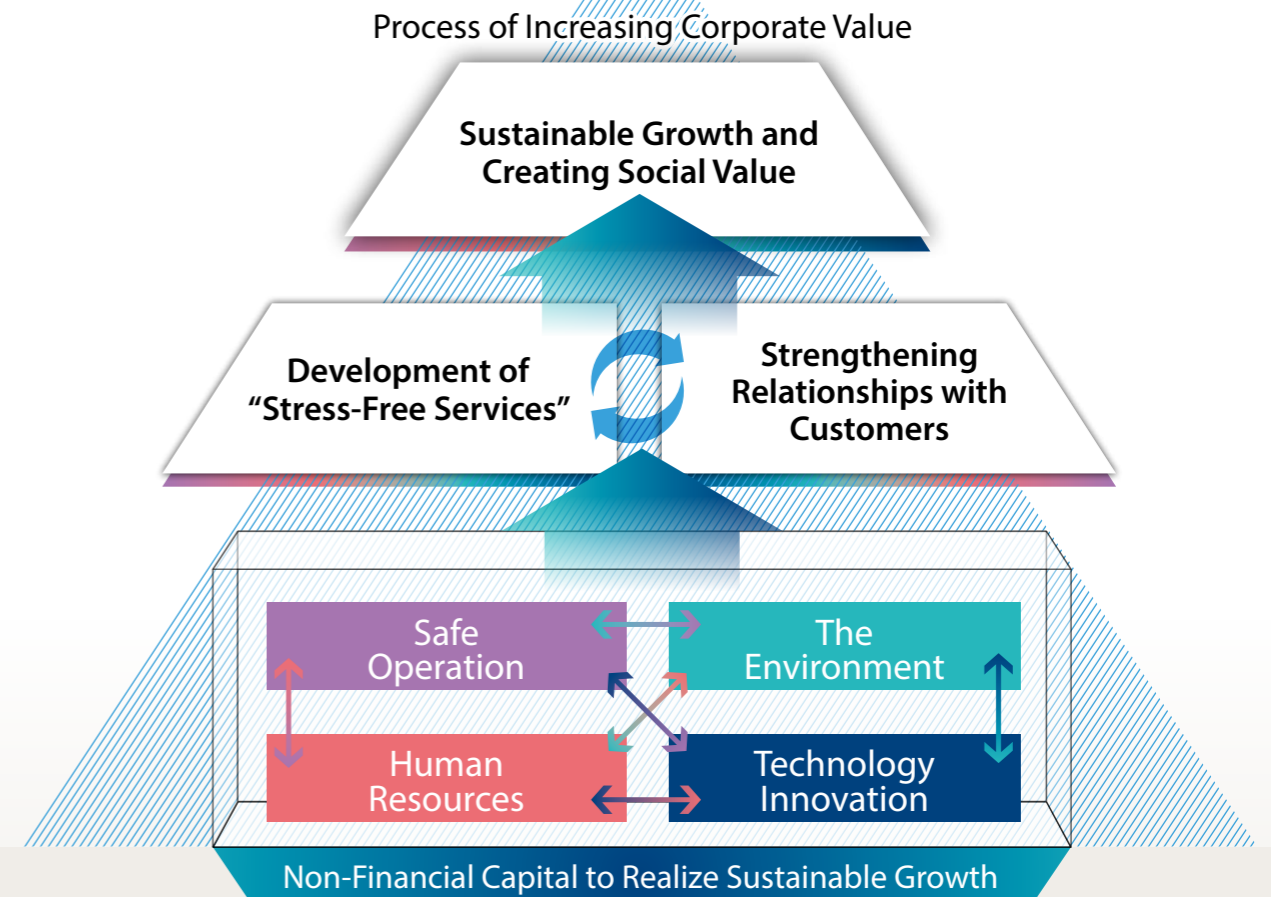 Process of Increasing Corporate Value
Sustainable Growth and
Creating Social Value
Development of
“Stress-Free Services”
Strengthening
Relationships with
Customers
Safe
Operation
The
Environment
Human
Resources
Technology
Innovation
Non-Financial Capital to Realize Sustainable Growth